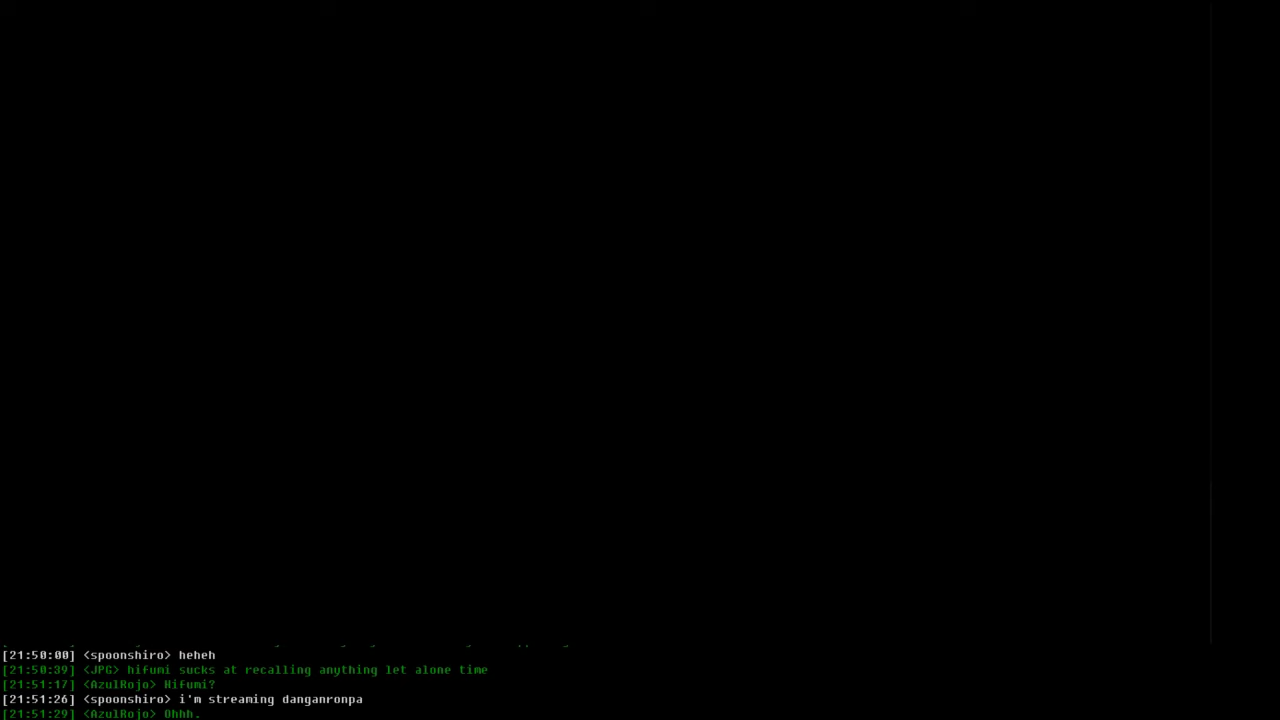 [21:50:00] <spoonshiro> heheh
[21:50:39] <JPG> hifumi sucks at recalling anything let alone time
[21:51:17] <AzulRojo> Hifumi?
[21:51:26] <spoonshiro> i'm streaming danganronpa
[21:51:29] <AzulRojo> Ohhh.